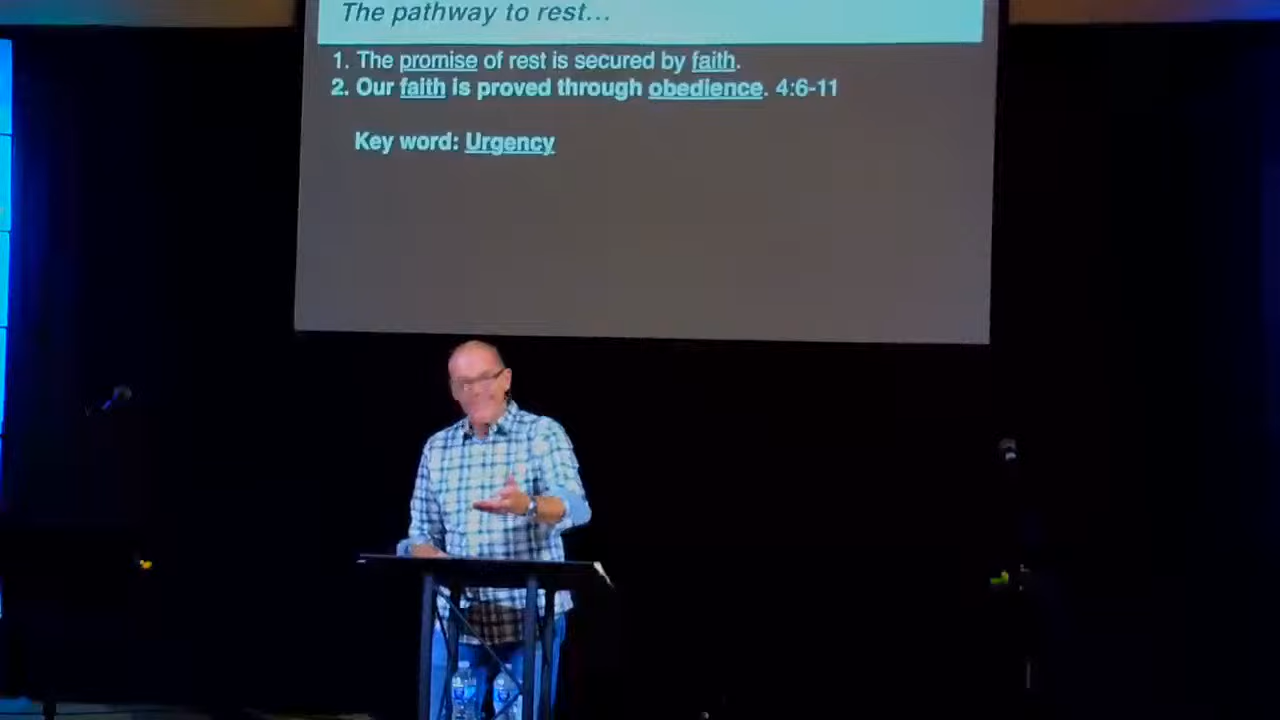 The pathway to rest...
1. The promise of rest is secured by faith.
2. Our faith is proved through obedience. 4:6-11
Key word: Urgency